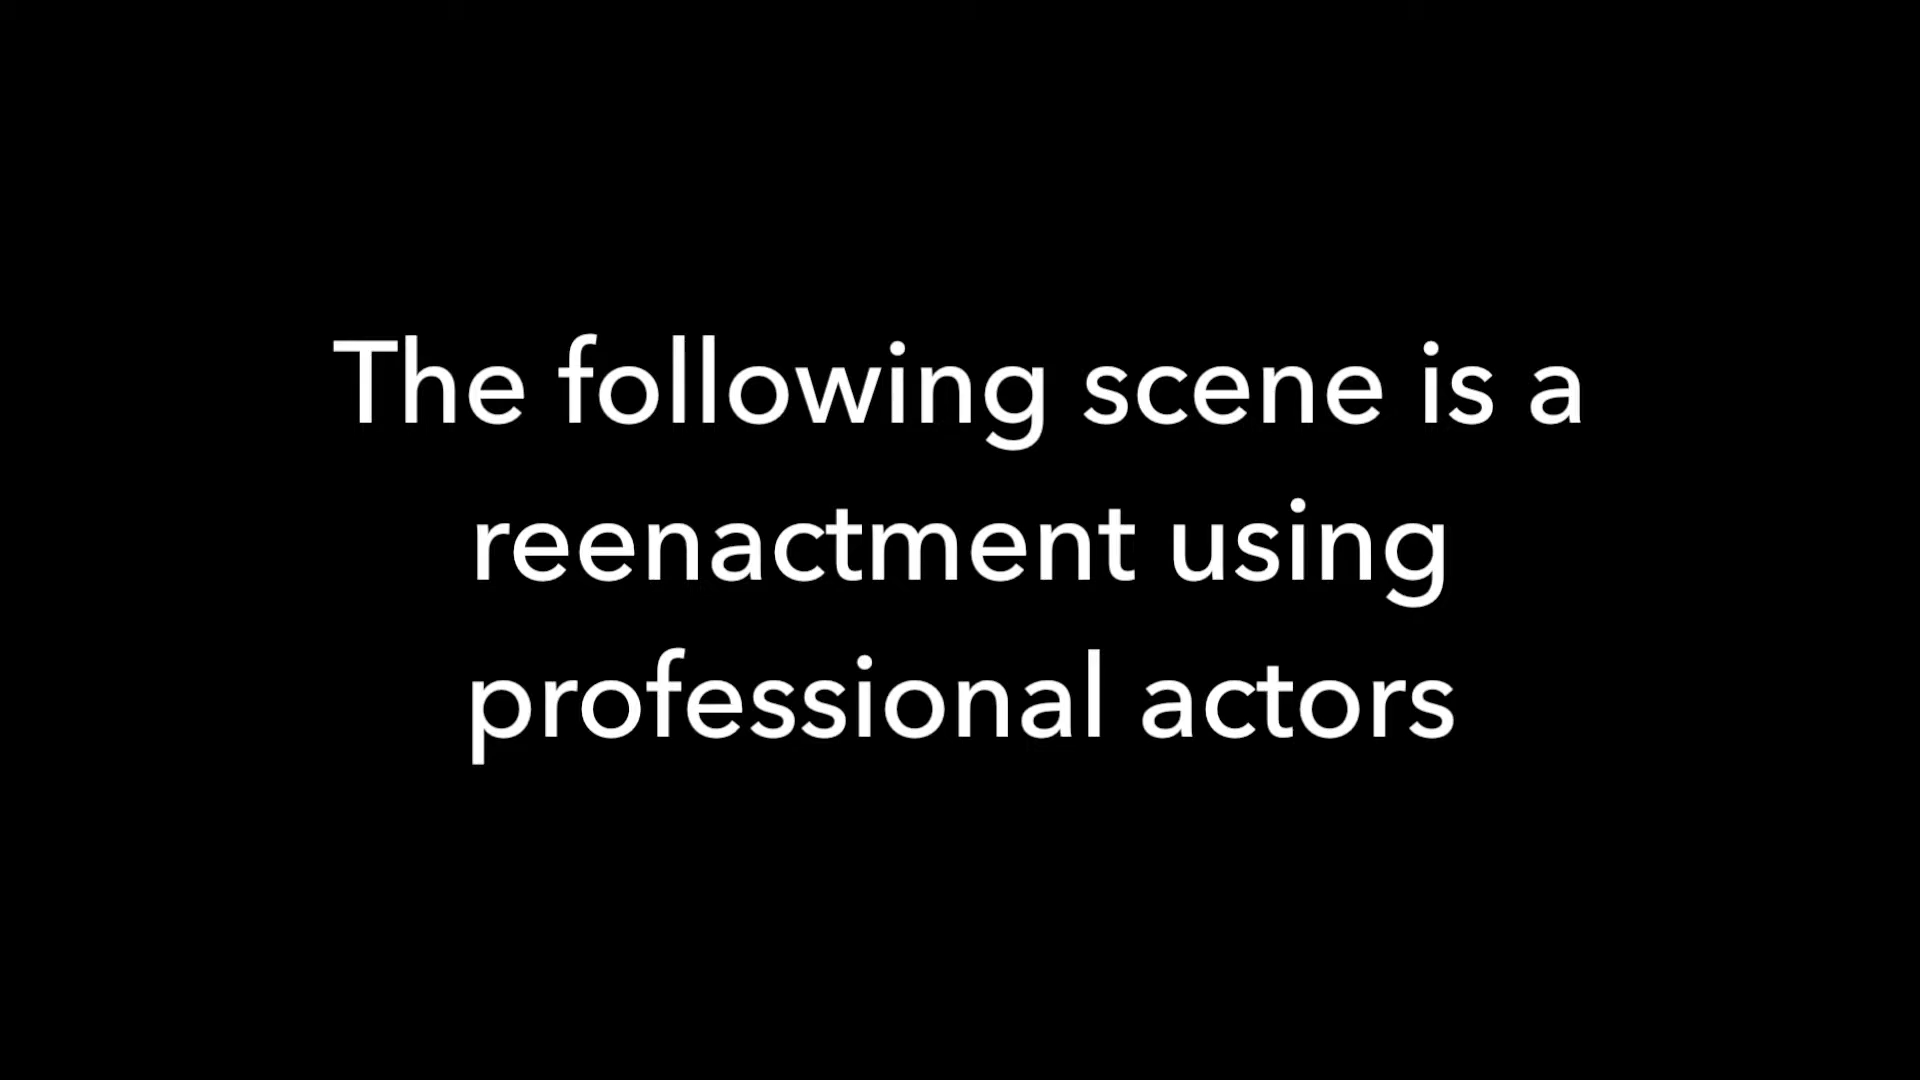 The following scene is a
reenactment using
professional actors